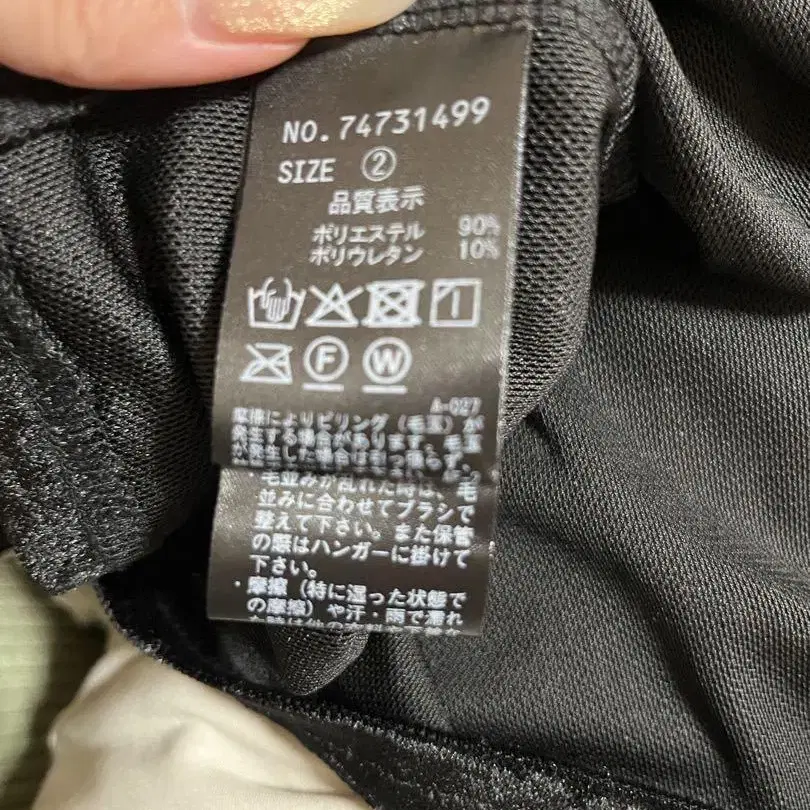 NO.74731499
SIZE ②
品質表示
ポリエステル 90%
ポリウレタン 10%
F W
A-027
摩擦によりピリング(毛玉)が
発生する場合があります。毛玉
が発生した場合は引っ張らず、
・毛並みが乱れた時は、毛
並みに合わせてブラシで
整えて下さい。また保管
の際はハンガーに掛けて
下さい。
・摩擦(特に湿った状態で
の摩擦)や汗・雨で濡れ